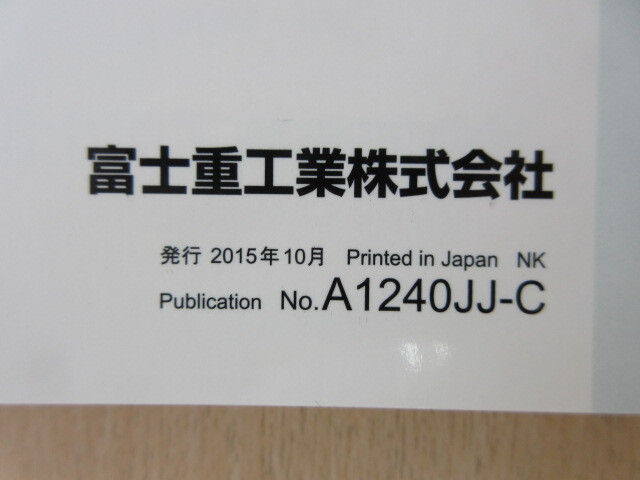 富士重工業株式会社
発行 2015年10月 Printed in Japan NK
Publication No.A1240JJ-C